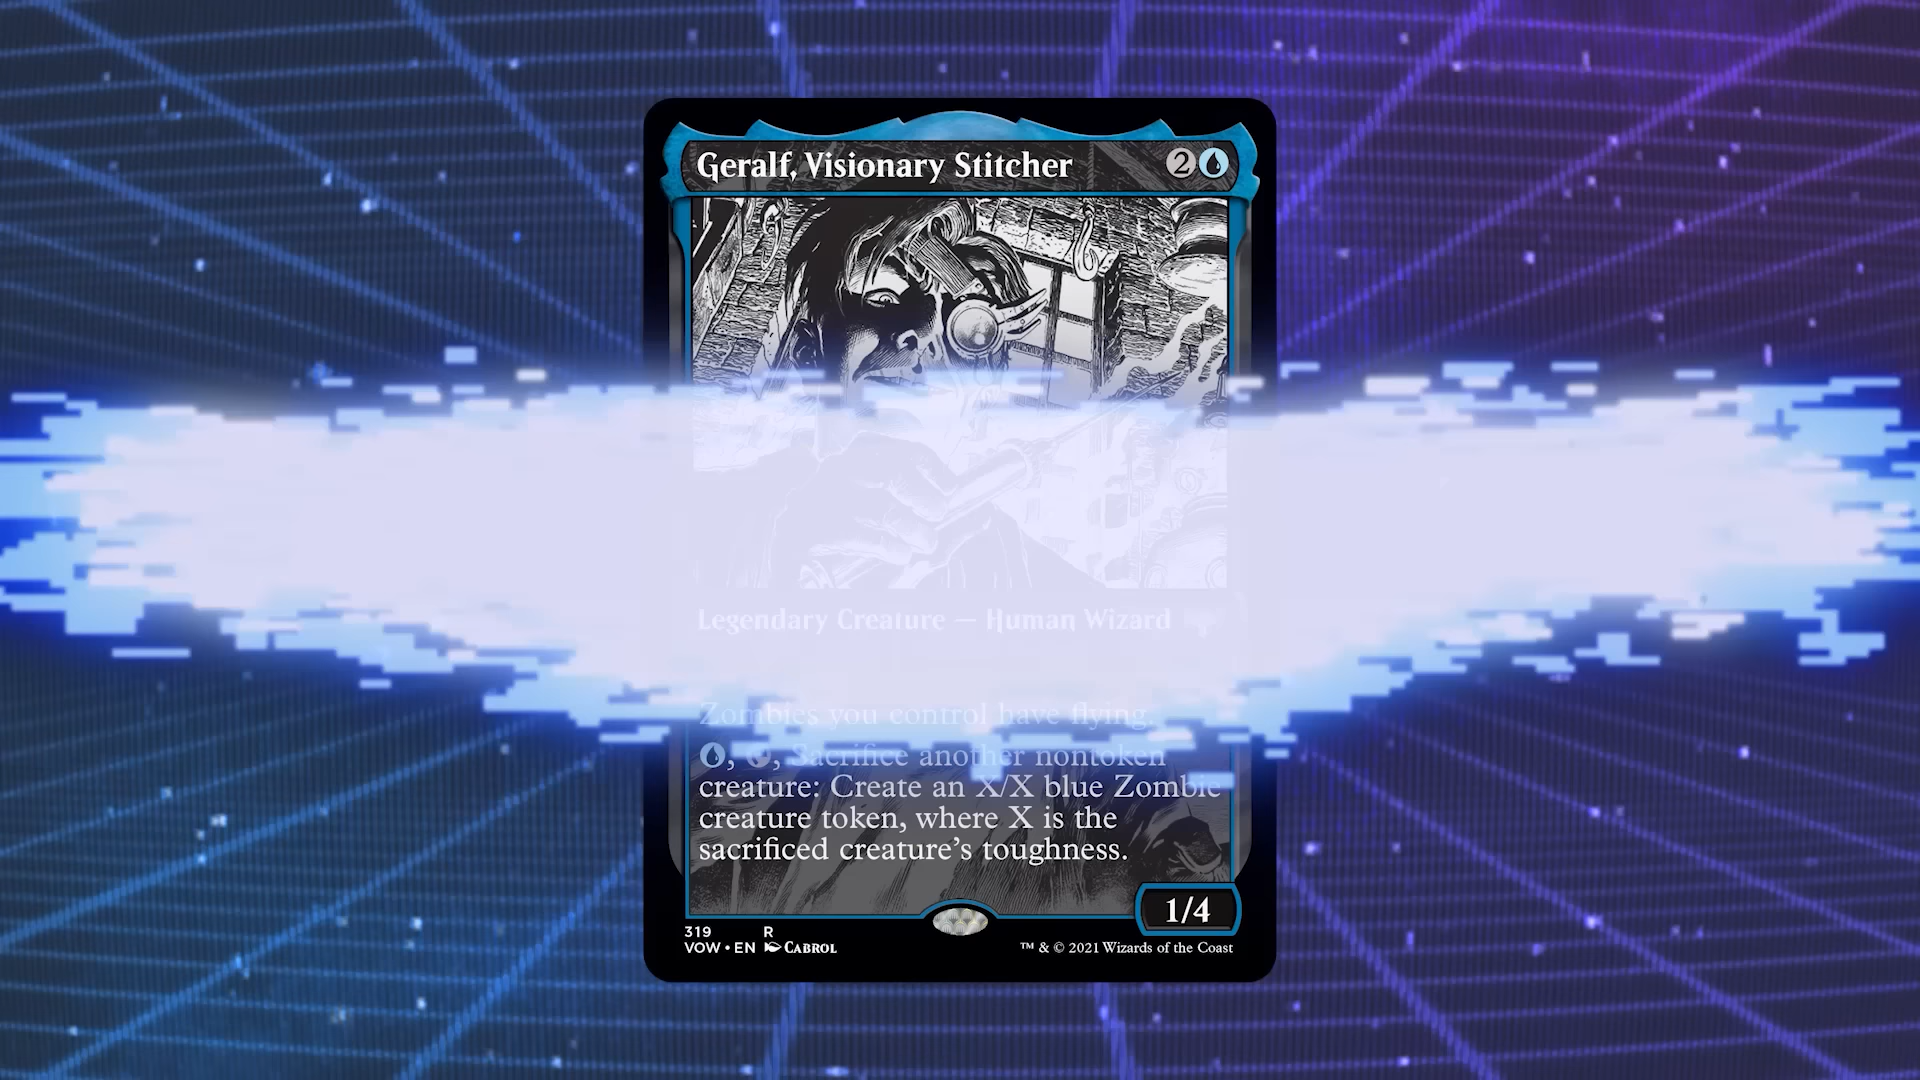 Geralf, Visionary Stitcher 2
Legendary Creature — Human Wizard
Zombies you control have flying.
, , Sacrifice another nontoken
creature: Create an X/X blue Zombie
creature token, where X is the
sacrificed creature's toughness.
1/4
319 R
VOW • EN CABROL
™ & © 2021 Wizards of the Coast